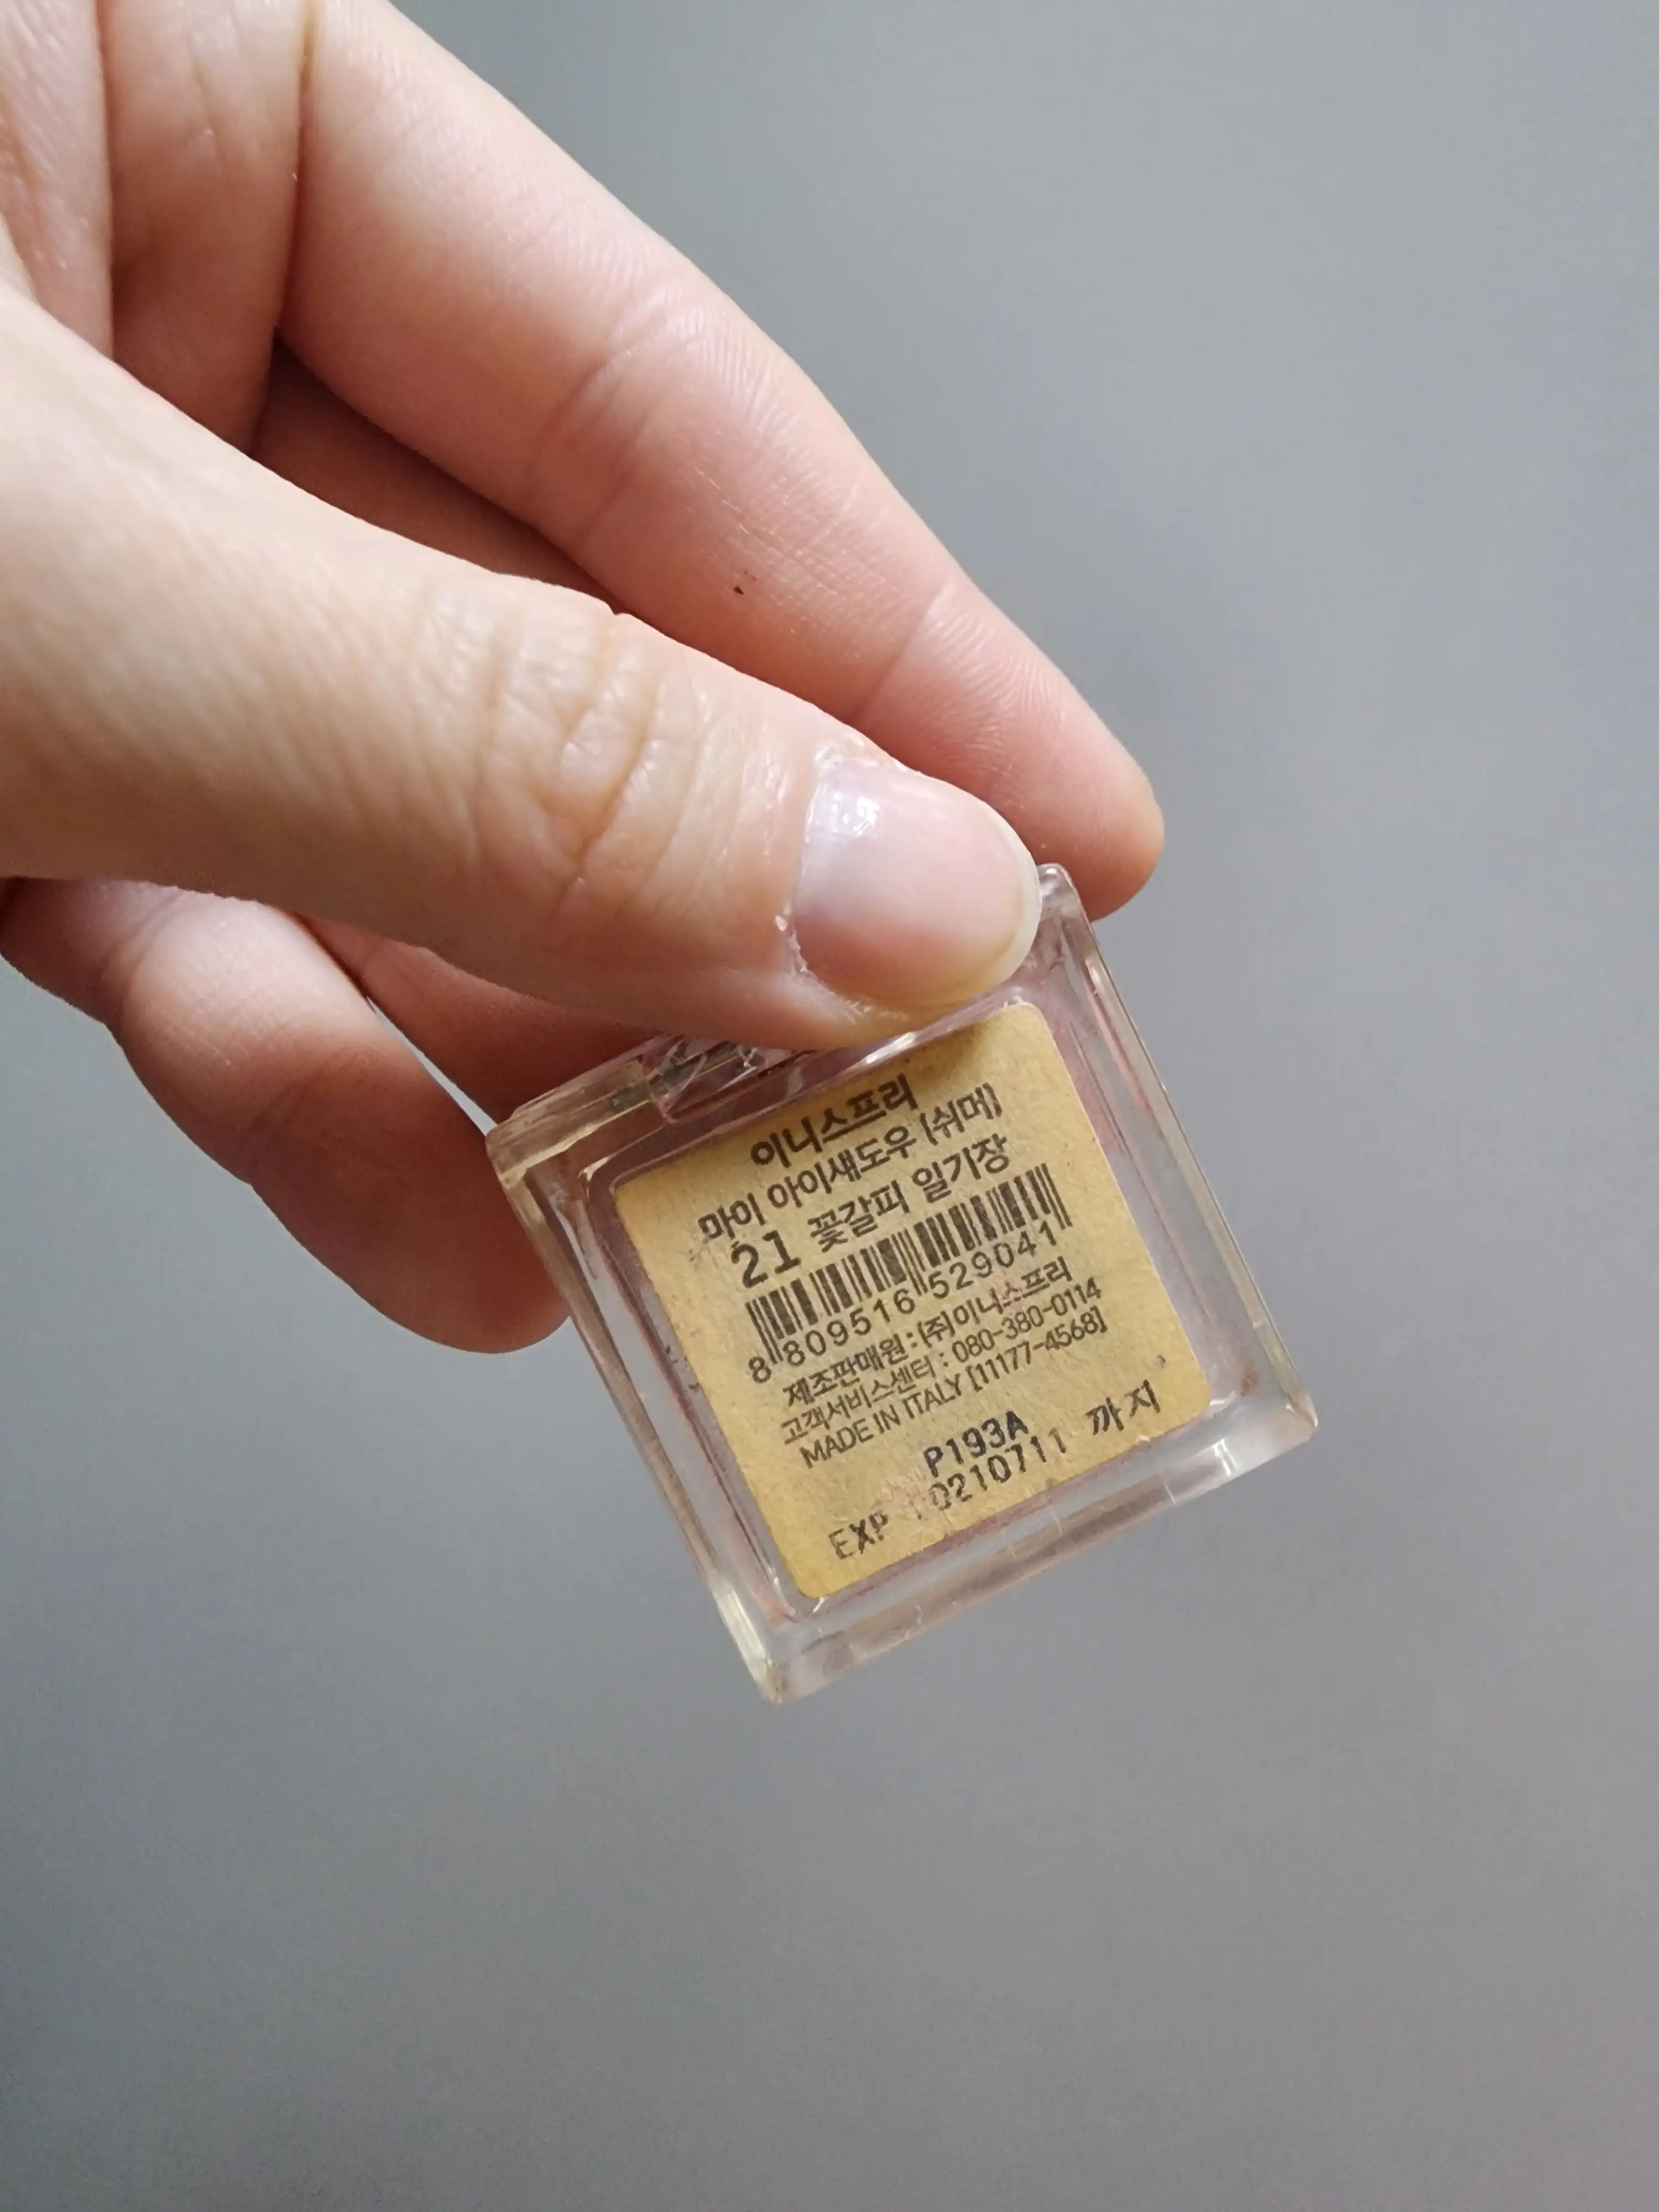 이니스프리
마이 아이섀도우 (쉬머)
21 꽃갈피 일기장
8 809516 529041
제조판매원 : (주)이니스프리
고객서비스센터 : 080-380-0114
MADE IN ITALY [11177-4568]
P193A
EXP 0210711 까지